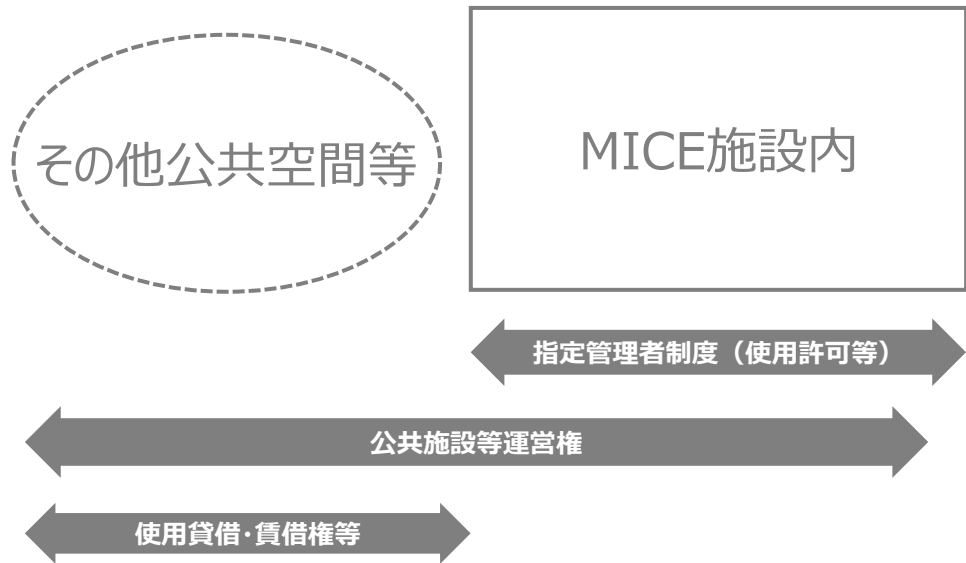 その他公共空間等
MICE施設内
指定管理者制度（使用許可等）
公共施設等運営権
使用貸借･賃借権等